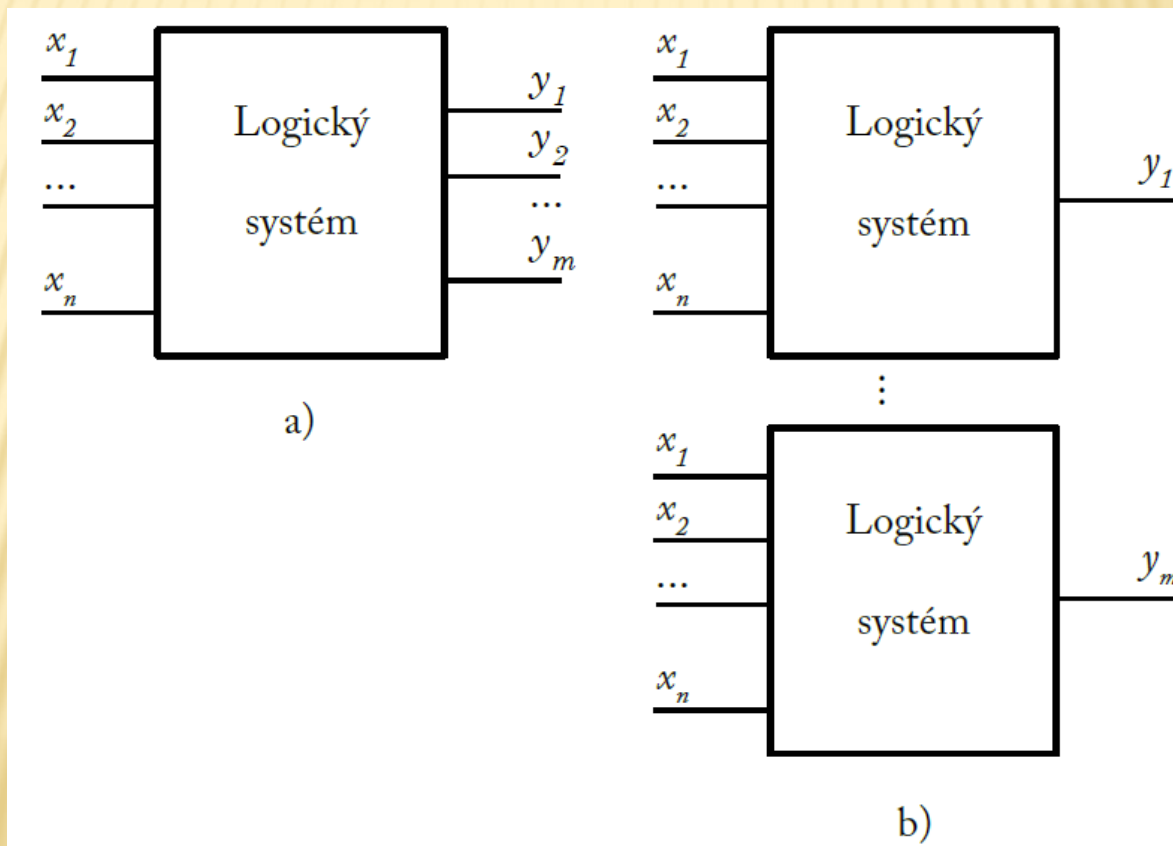 x₁
x₂
...
xₙ
Logický
systém
y₁
y₂
...
yₘ
a)
x₁
x₂
...
xₙ
Logický
systém
y₁
⋮
x₁
x₂
...
xₙ
Logický
systém
yₘ
b)